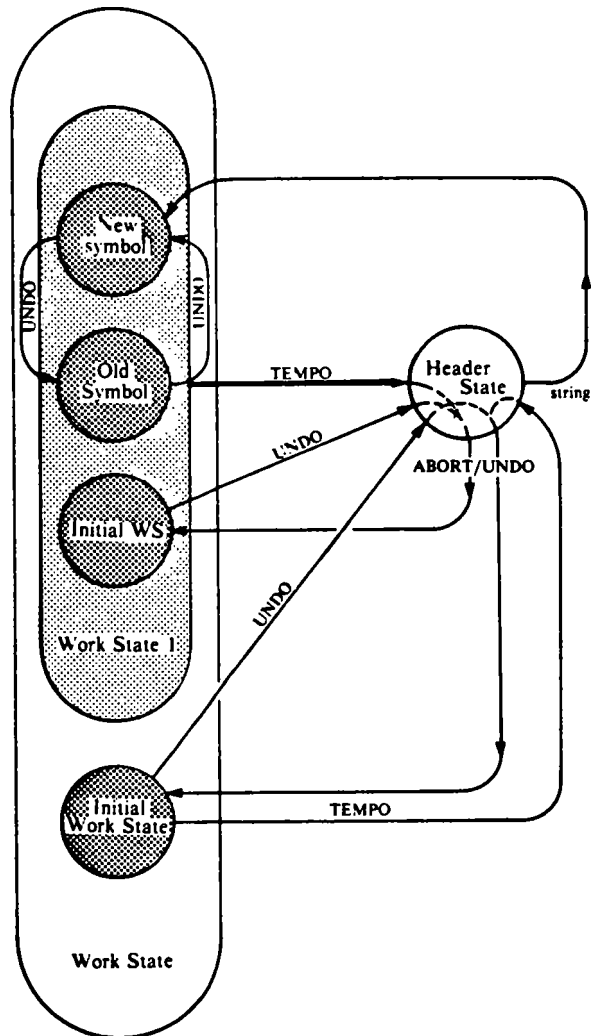 New
symbol
UNDO
UNDO
Old
Symbol
TEMPO
Header
State
string
UNDO
ABORT/UNDO
Initial WS
UNDO
Work State 1
Initial
Work State
TEMPO
Work State